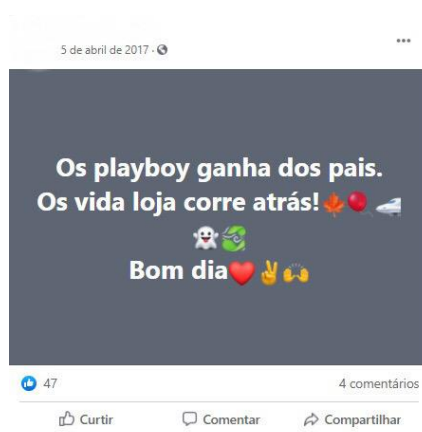 5 de abril de 2017 ·
Os playboy ganha dos pais.
Os vida loja corre atrás!🍁🎈🚄
👻🎾
Bom dia❤️✌️🙌
47
4 comentários
Curtir
Comentar
Compartilhar